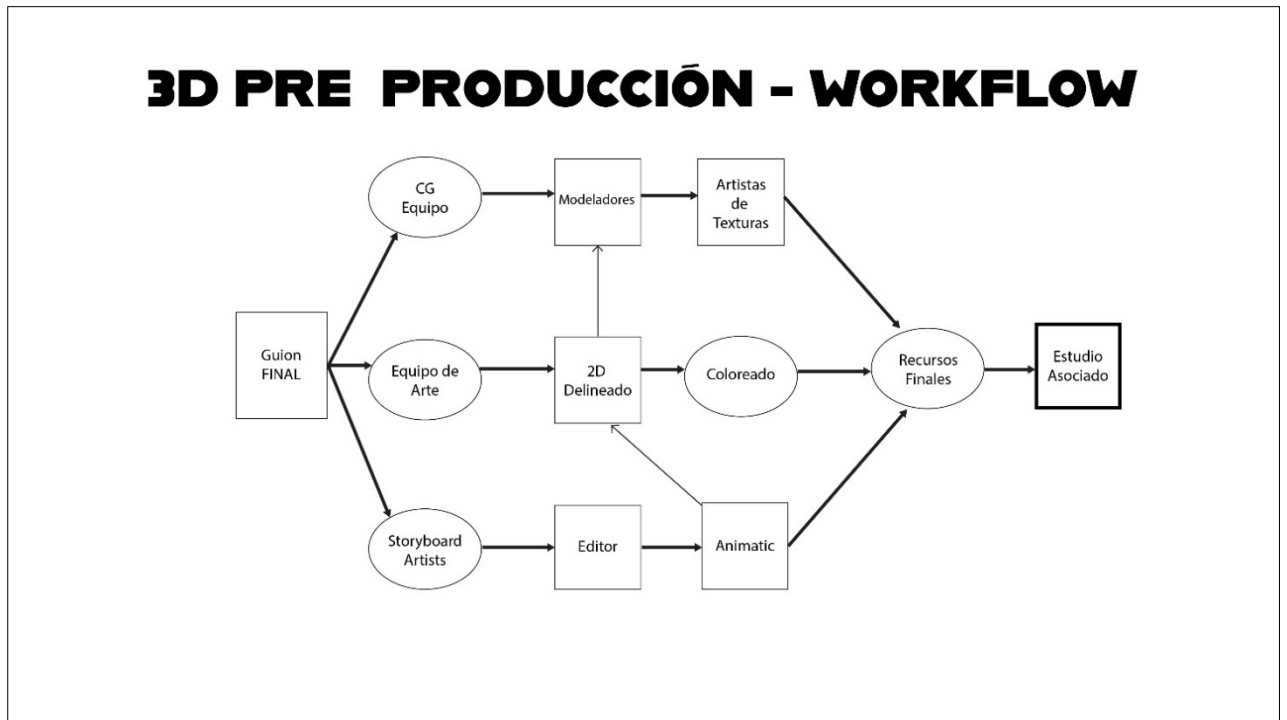 3D PRE PRODUCCIÓN - WORKFLOW
CG
Equipo
Modeladores
Artistas
de
Texturas
Guion
FINAL
Equipo de
Arte
2D
Delineado
Coloreado
Recursos
Finales
Estudio
Asociado
Storyboard
Artists
Editor
Animatic